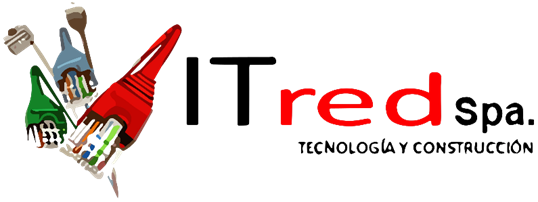 ITred Spa.
TECNOLOGÍA Y CONSTRUCCIÓN